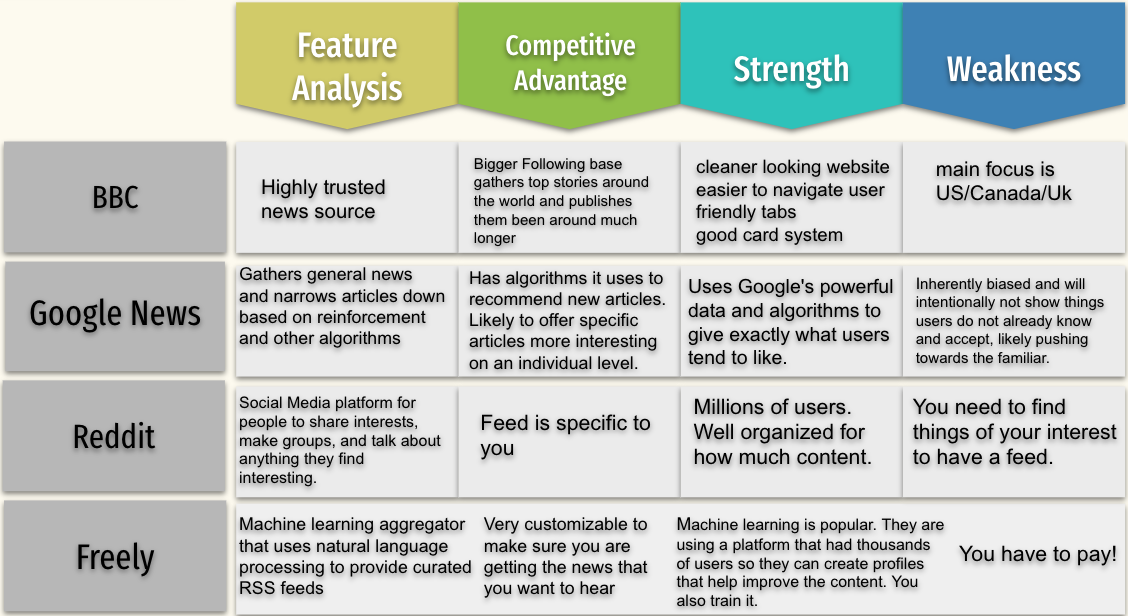 Feature
Analysis
Competitive
Advantage
Strength
Weakness
BBC
Highly trusted
news source
Bigger Following base
gathers top stories around
the world and publishes
them been around much
longer
cleaner looking website
easier to navigate user
friendly tabs
good card system
main focus is
US/Canada/Uk
Google News
Gathers general news
and narrows articles down
based on reinforcement
and other algorithms
Has algorithms it uses to
recommend new articles.
Likely to offer specific
articles more interesting
on an individual level.
Uses Google's powerful
data and algorithms to
give exactly what users
tend to like.
Inherently biased and will
intentionally not show things
users do not already know
and accept, likely pushing
towards the familiar.
Reddit
Social Media platform for
people to share interests,
make groups, and talk about
anything they find
interesting.
Feed is specific to
you
Millions of users.
Well organized for
how much content.
You need to find
things of your interest
to have a feed.
Freely
Machine learning aggregator
that uses natural language
processing to provide curated
RSS feeds
Very customizable to
make sure you are
getting the news that
you want to hear
Machine learning is popular. They are
using a platform that had thousands
of users so they can create profiles
that help improve the content. You
also train it.
You have to pay!